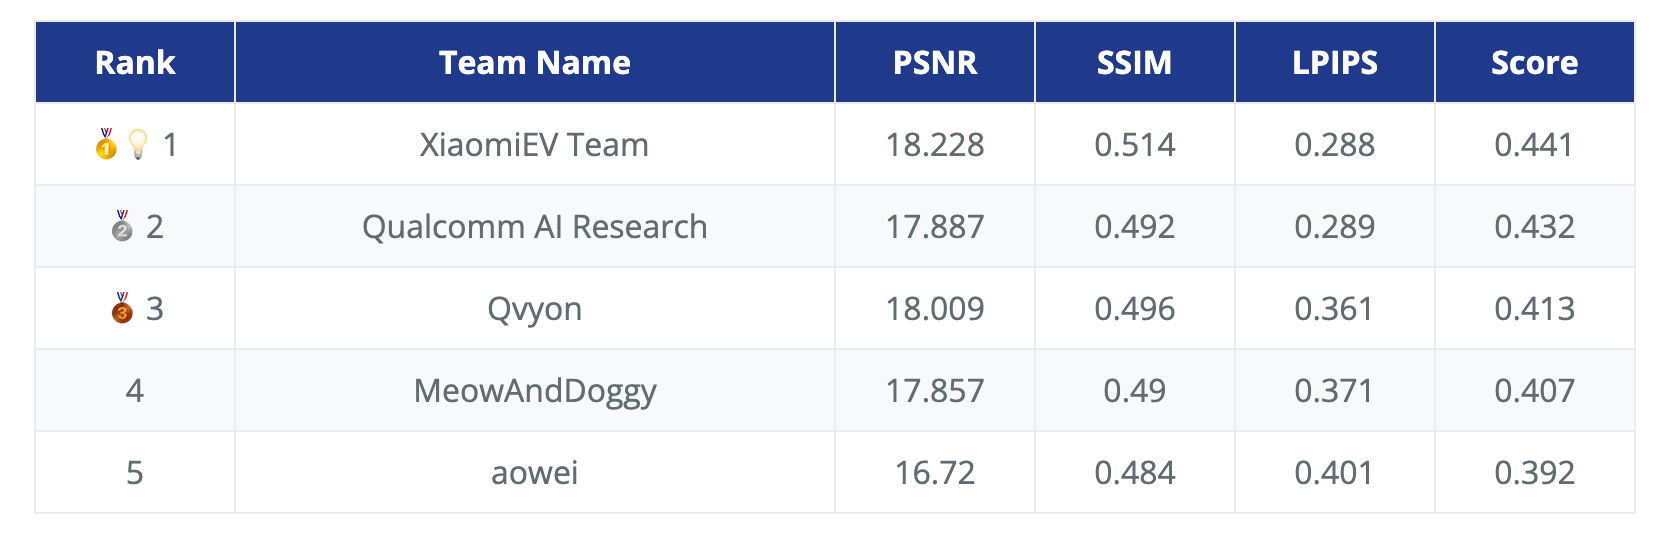 Rank Team Name PSNR SSIM LPIPS Score
🥇💡 1 XiaomiEV Team 18.228 0.514 0.288 0.441
🥈 2 Qualcomm AI Research 17.887 0.492 0.289 0.432
🥉 3 Qvyon 18.009 0.496 0.361 0.413
4 MeowAndDoggy 17.857 0.49 0.371 0.407
5 aowei 16.72 0.484 0.401 0.392